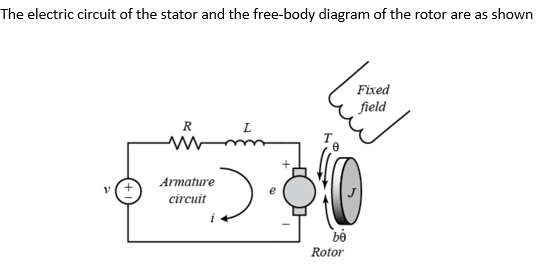 The electric circuit of the stator and the free-body diagram of the rotor are as shown
Fixed
field
R
L
T
θ
+
Armature
circuit
v
+
e
J
i
−
bθ̇
Rotor